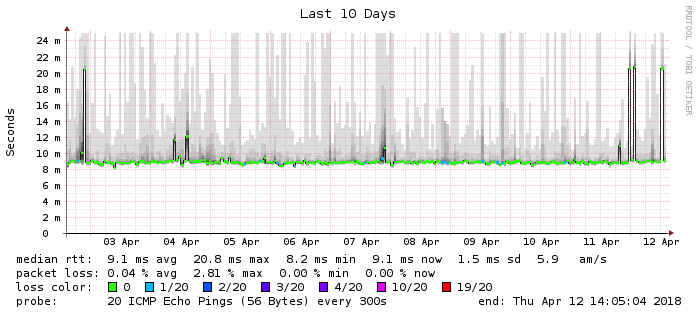 Last 10 Days
RRDTOOL / TOBI OETIKER
Seconds
24 m
22 m
20 m
18 m
16 m
14 m
12 m
10 m
8 m
6 m
4 m
2 m
0
03 Apr 04 Apr 05 Apr 06 Apr 07 Apr 08 Apr 09 Apr 10 Apr 11 Apr 12 Apr
median rtt: 9.1 ms avg 20.8 ms max 8.2 ms min 9.1 ms now 1.5 ms sd 5.9 am/s
packet loss: 0.04 % avg 2.81 % max 0.00 % min 0.00 % now
loss color: 0 1/20 2/20 3/20 4/20 10/20 19/20
probe: 20 ICMP Echo Pings (56 Bytes) every 300s end: Thu Apr 12 14:05:04 2018